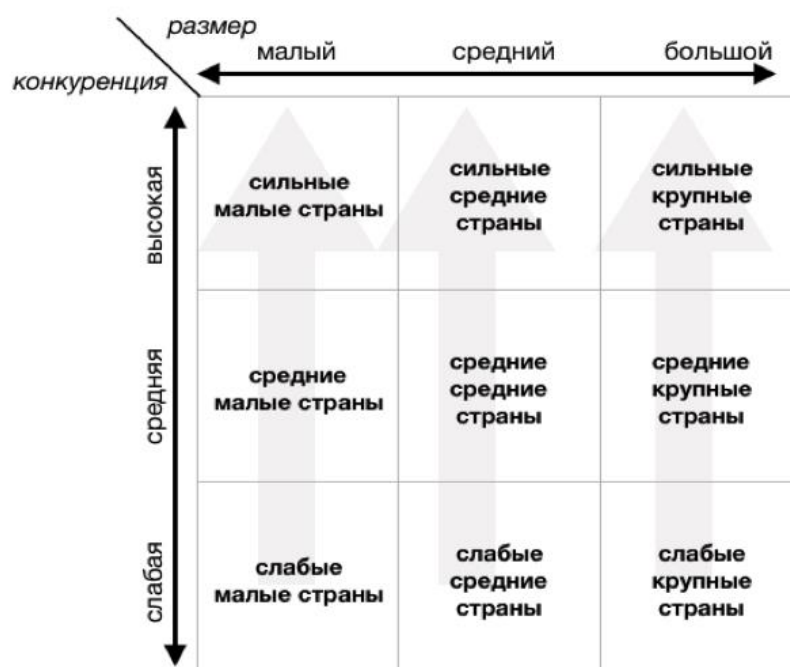 размер
малый средний большой
конкуренция
высокая
сильные
малые страны
сильные
средние
страны
сильные
крупные
страны
средняя
средние
малые страны
средние
средние
страны
средние
крупные
страны
слабая
слабые
малые страны
слабые
средние
страны
слабые
крупные
страны